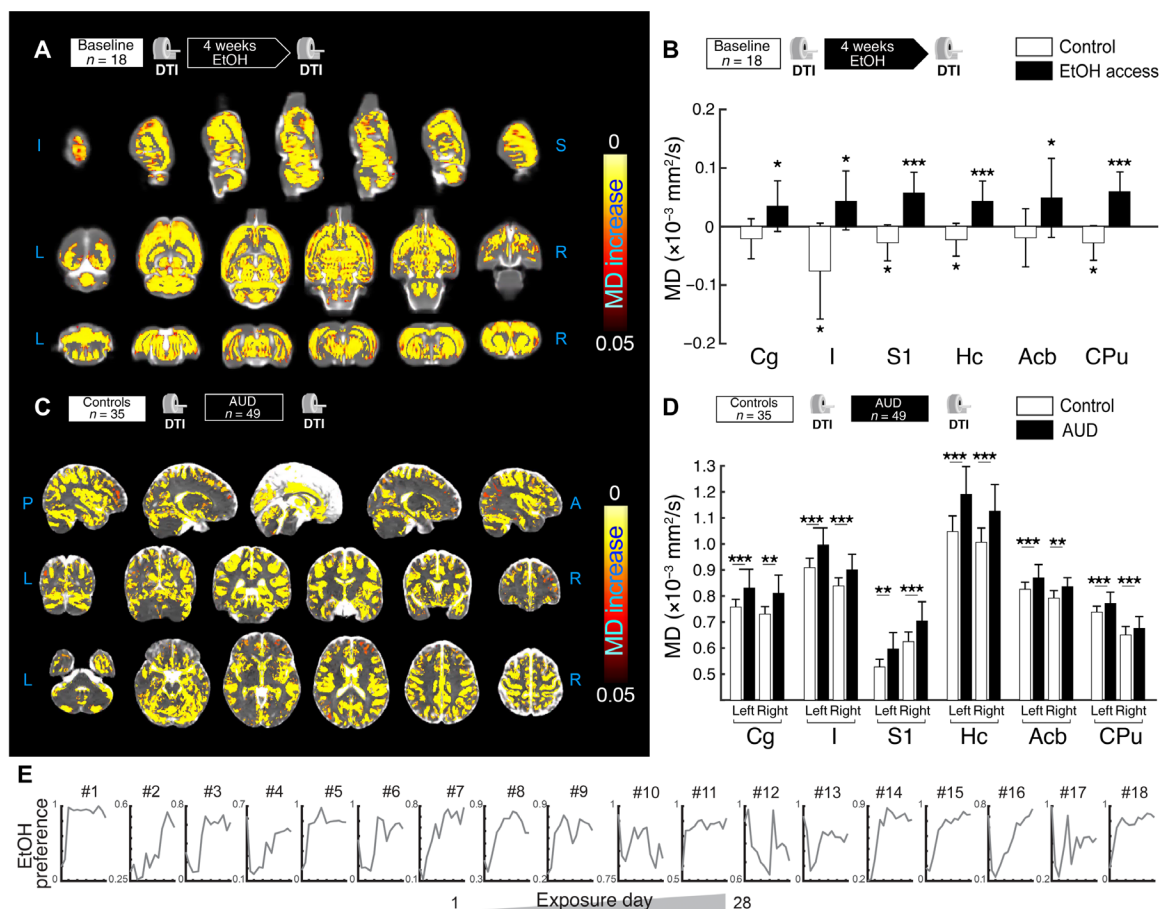 A
Baseline
n = 18
DTI
4 weeks
EtOH
DTI
I
S
L
R
L
R
0
MD increase
0.05
B
Baseline
n = 18
DTI
4 weeks
EtOH
DTI
Control
EtOH access
MD (×10⁻³ mm²/s)
0.2
0.1
0
−0.1
−0.2
* * *** *** * ***
* * * *
Cg I S1 Hc Acb CPu
C
Controls
n = 35
DTI
AUD
n = 49
DTI
P
A
L
R
L
R
0
MD increase
0.05
D
Controls
n = 35
DTI
AUD
n = 49
DTI
Control
AUD
MD (×10⁻³ mm²/s)
1.3
1.2
1.1
1.0
0.9
0.8
0.7
0.6
0.5
*** ** *** *** ** *** *** *** *** ** *** ***
Left Right Left Right Left Right Left Right Left Right Left Right
Cg I S1 Hc Acb CPu
E
#1 #2 #3 #4 #5 #6 #7 #8 #9 #10 #11 #12 #13 #14 #15 #16 #17 #18
1 0.6 0.8 0.7 1 1 0.8 0.9 0.9 1 1 1 1 0.9 1 1 1 1
EtOH
preference
0 0.25 0 0.1 0 0 0.1 0.3 0 0.75 0.5 0.6 0 0.2 0 0 0.2 0
1 Exposure day 28